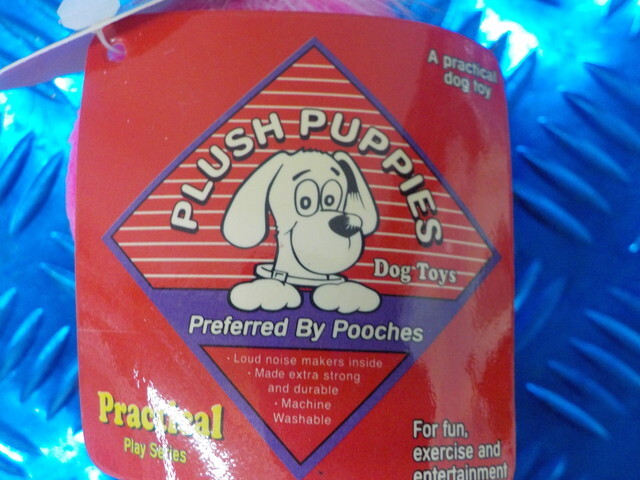 A practical
dog toy
PLUSH PUPPIES
Dog Toys
Preferred By Pooches
· Loud noise makers inside
· Made extra strong
and durable
· Machine
Washable
Practical
Play Series
For fun,
exercise and
entertainment